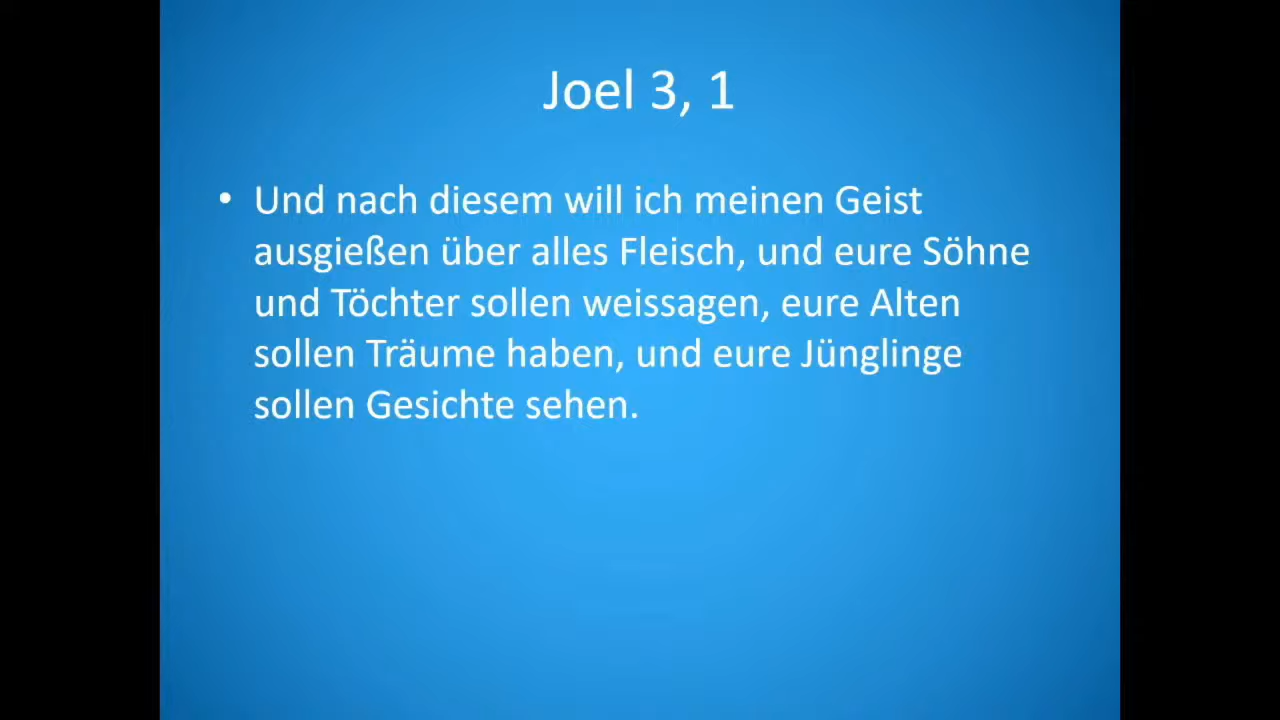 Joel 3, 1
• Und nach diesem will ich meinen Geist
ausgießen über alles Fleisch, und eure Söhne
und Töchter sollen weissagen, eure Alten
sollen Träume haben, und eure Jünglinge
sollen Gesichte sehen.